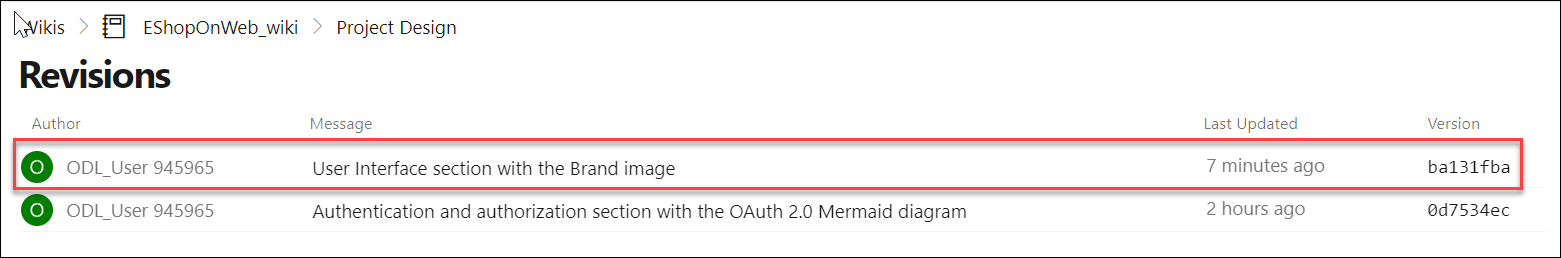 Wikis > EShopOnWeb_wiki > Project Design
Revisions
Author Message Last Updated Version
O ODL_User 945965 User Interface section with the Brand image 7 minutes ago ba131fba
O ODL_User 945965 Authentication and authorization section with the OAuth 2.0 Mermaid diagram 2 hours ago 0d7534ec